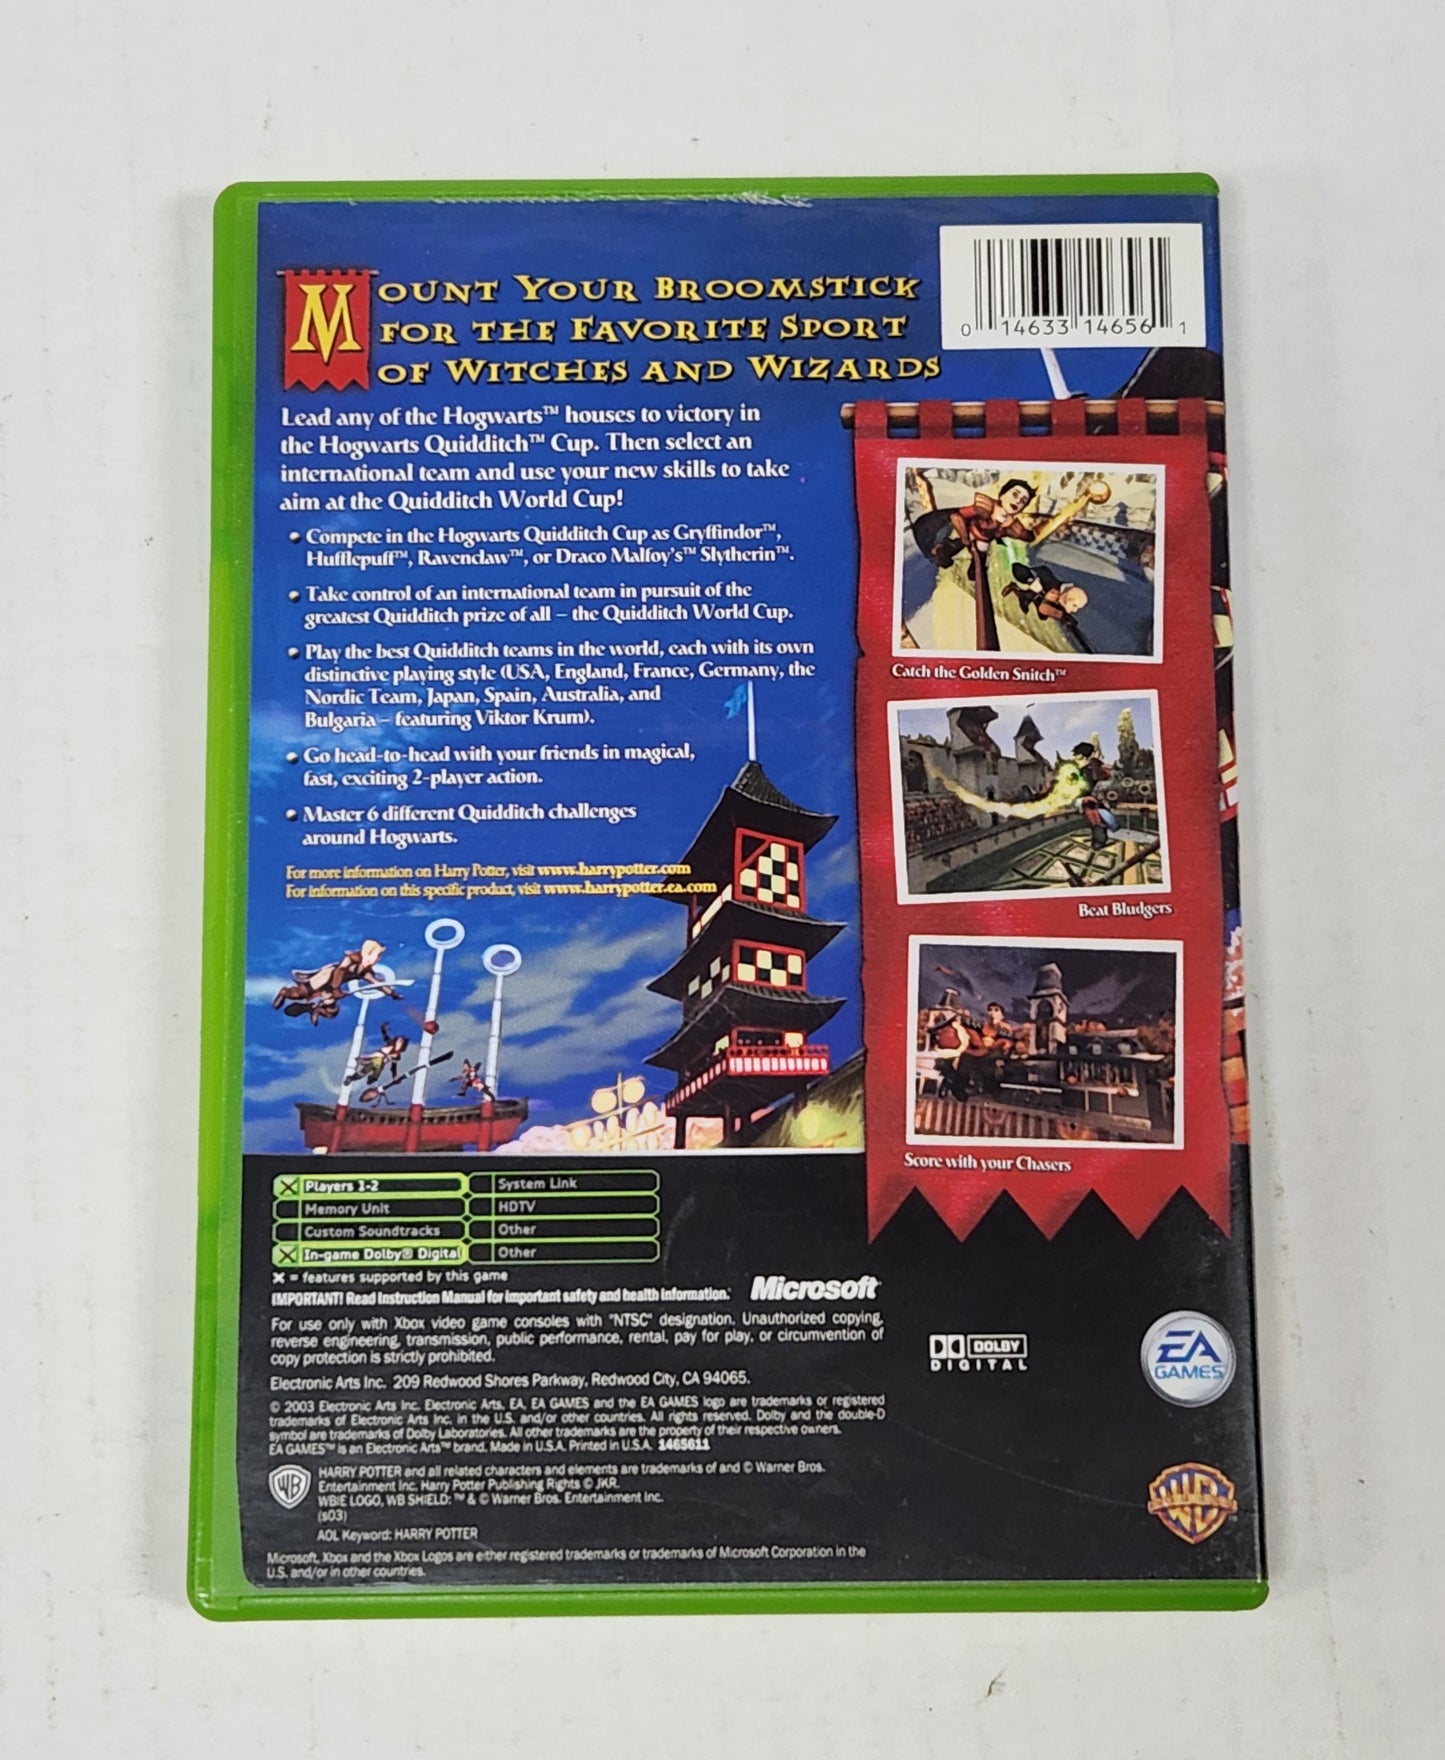 MOUNT YOUR BROOMSTICK
FOR THE FAVORITE SPORT
OF WITCHES AND WIZARDS
0 14633 14656 1
Lead any of the Hogwarts™ houses to victory in
the Hogwarts Quidditch™ Cup. Then select an
international team and use your new skills to take
aim at the Quidditch World Cup!
• Compete in the Hogwarts Quidditch Cup as Gryffindor™,
Hufflepuff™, Ravenclaw™, or Draco Malfoy's™ Slytherin™.
• Take control of an international team in pursuit of the
greatest Quidditch prize of all – the Quidditch World Cup.
• Play the best Quidditch teams in the world, each with its own
distinctive playing style (USA, England, France, Germany, the
Nordic Team, Japan, Spain, Australia, and
Bulgaria – featuring Viktor Krum).
• Go head-to-head with your friends in magical,
fast, exciting 2-player action.
• Master 6 different Quidditch challenges
around Hogwarts.
For more information on Harry Potter, visit www.harrypotter.com
For information on this specific product, visit www.harrypotter.ea.com
Catch the Golden Snitch™
Beat Bludgers
Score with your Chasers
X Players 1-2
System Link
Memory Unit
HDTV
Custom Soundtracks
Other
X In-game Dolby® Digital
Other
X = features supported by this game
IMPORTANT! Read Instruction Manual for important safety and health information.
Microsoft
For use only with Xbox video game consoles with "NTSC" designation. Unauthorized copying,
reverse engineering, transmission, public performance, rental, pay for play, or circumvention of
copy protection is strictly prohibited.
Electronic Arts Inc. 209 Redwood Shores Parkway, Redwood City, CA 94065.
© 2003 Electronic Arts Inc. Electronic Arts, EA, EA GAMES and the EA GAMES logo are trademarks or registered
trademarks of Electronic Arts Inc. in the U.S. and/or other countries. All rights reserved. Dolby and the double-D
symbol are trademarks of Dolby Laboratories. All other trademarks are the property of their respective owners.
EA GAMES™ is an Electronic Arts™ brand. Made in U.S.A. Printed in U.S.A. 1465611
WB
HARRY POTTER and all related characters and elements are trademarks of and © Warner Bros.
Entertainment Inc. Harry Potter Publishing Rights © JKR.
WBIE LOGO, WB SHIELD: ™ & © Warner Bros. Entertainment Inc.
(s03)
AOL Keyword: HARRY POTTER
Microsoft, Xbox and the Xbox Logos are either registered trademarks or trademarks of Microsoft Corporation in the
U.S. and/or in other countries.
DOLBY
DIGITAL
EA
GAMES™
WB